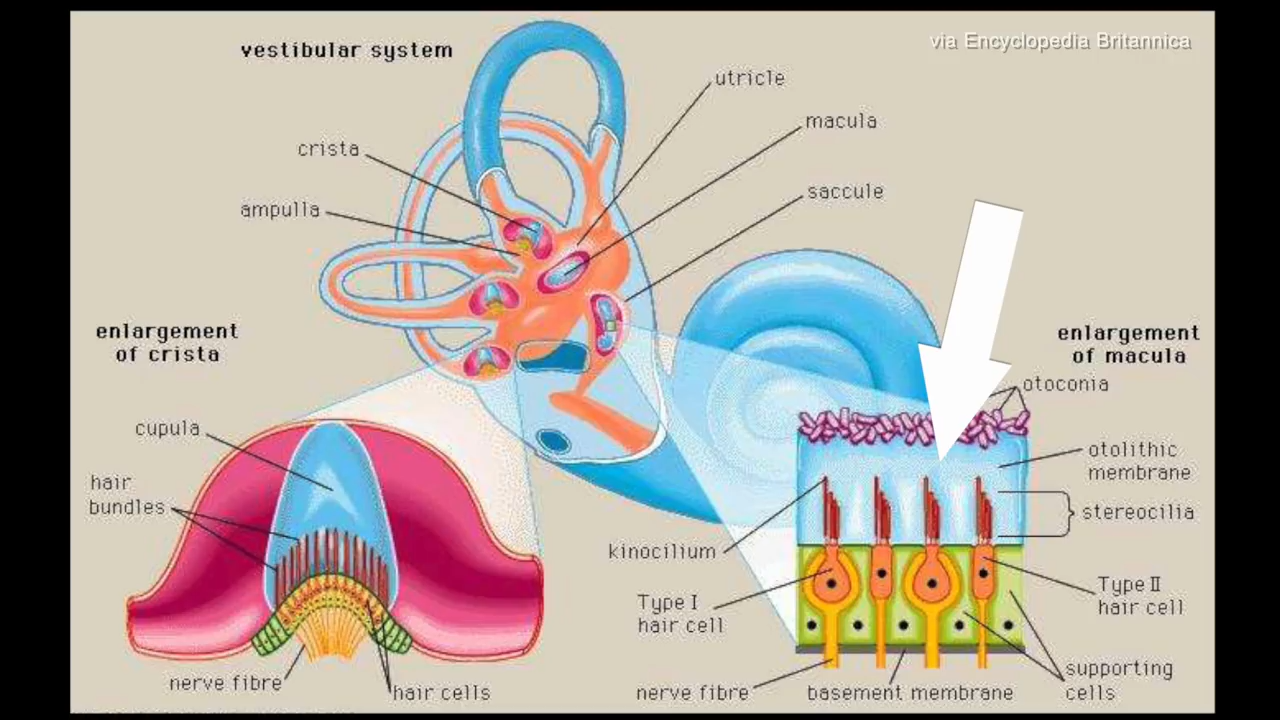 vestibular system
via Encyclopedia Britannica
utricle
macula
crista
saccule
ampulla
enlargement
of crista
enlargement
of macula
otoconia
cupula
otolithic
membrane
hair
bundles
stereocilia
kinocilium
Type I
hair cell
Type II
hair cell
supporting
cells
nerve fibre
hair cells
nerve fibre
basement membrane